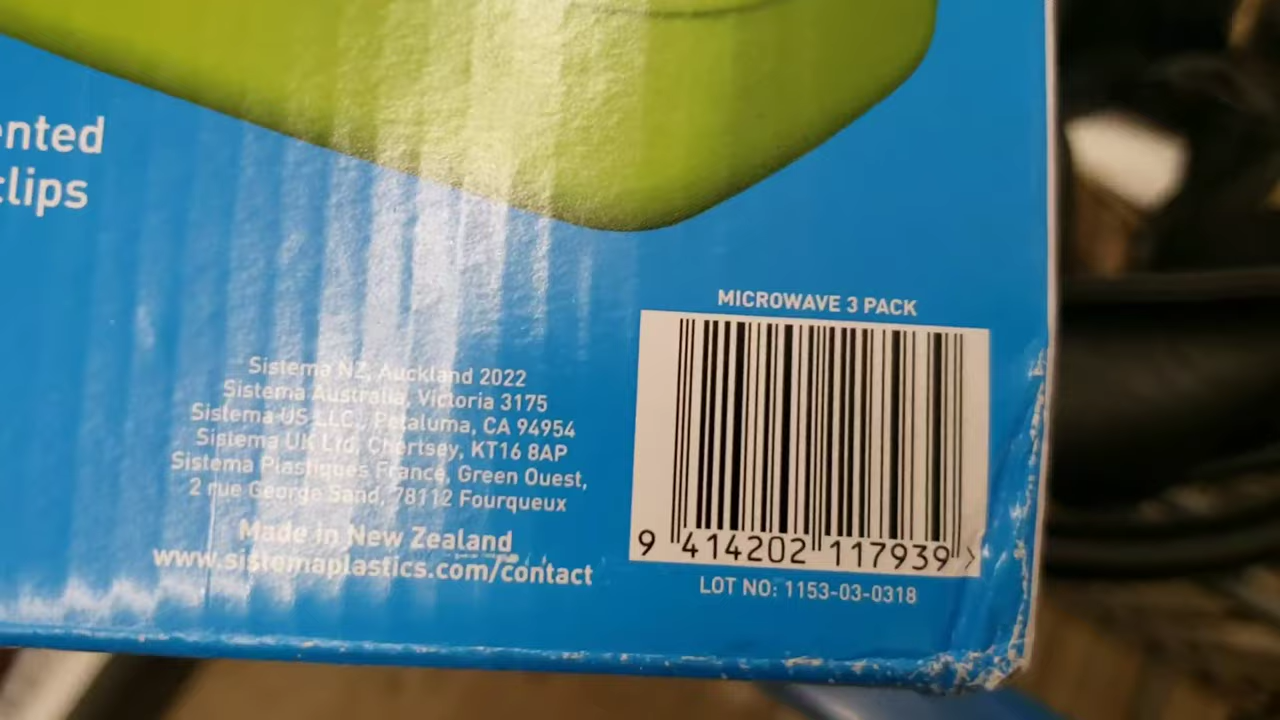 ented
clips
MICROWAVE 3 PACK
Sistema NZ, Auckland 2022
Sistema Australia, Victoria 3175
Sistema US LLC., Petaluma, CA 94954
Sistema UK Ltd, Chertsey, KT16 8AP
Sistema Plastiques France, Green Ouest,
2 rue George Sand, 78112 Fourqueux
Made in New Zealand
www.sistemaplastics.com/contact
9 414202 117939 >
LOT NO: 1153-03-0318